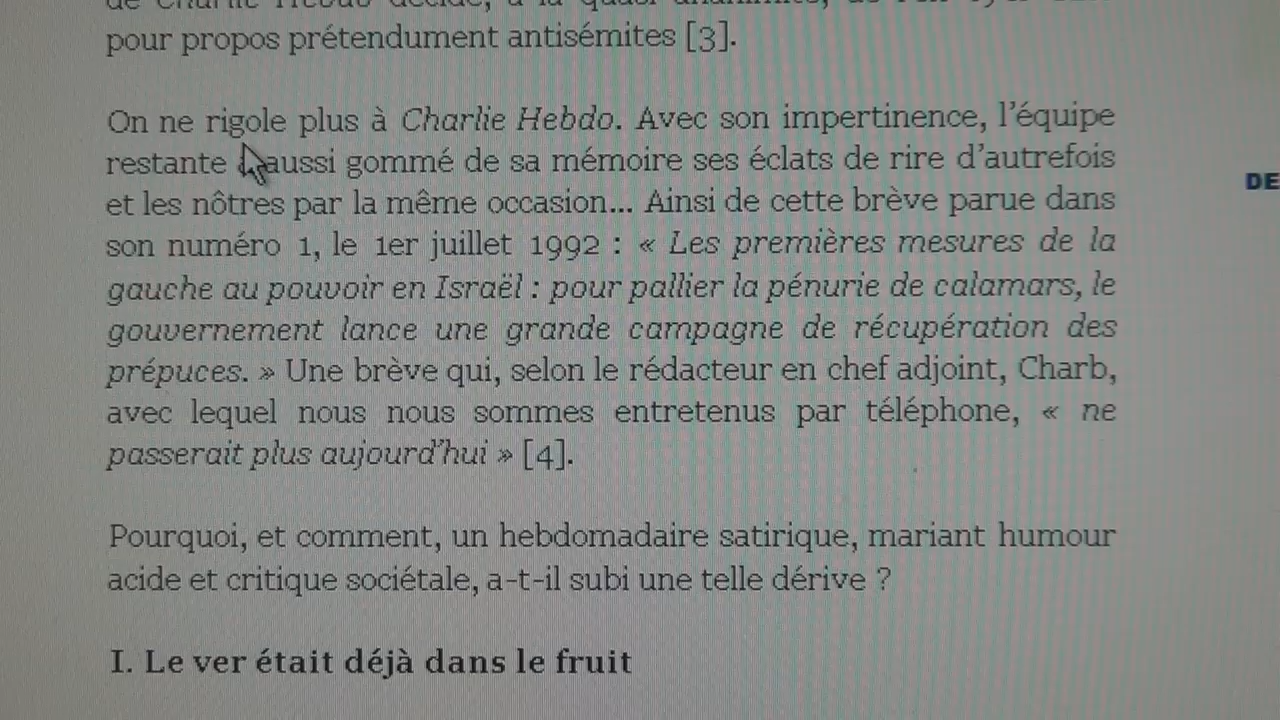 pour propos prétendument antisémites [3].
On ne rigole plus à Charlie Hebdo. Avec son impertinence, l'équipe
restante aussi gommé de sa mémoire ses éclats de rire d'autrefois
et les nôtres par la même occasion... Ainsi de cette brève parue dans
son numéro 1, le 1er juillet 1992 : « Les premières mesures de la
gauche au pouvoir en Israël : pour pallier la pénurie de calamars, le
gouvernement lance une grande campagne de récupération des
prépuces. » Une brève qui, selon le rédacteur en chef adjoint, Charb,
avec lequel nous nous sommes entretenus par téléphone, « ne
passerait plus aujourd'hui » [4].
Pourquoi, et comment, un hebdomadaire satirique, mariant humour
acide et critique sociétale, a-t-il subi une telle dérive ?
I. Le ver était déjà dans le fruit
DE